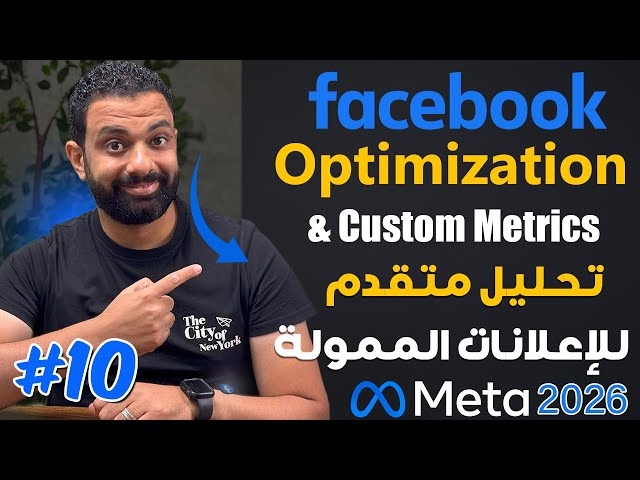 facebook
Optimization
& Custom Metrics
تحليل متقدم
للإعلانات الممولة
Meta 2026
The
City of
New York
#10